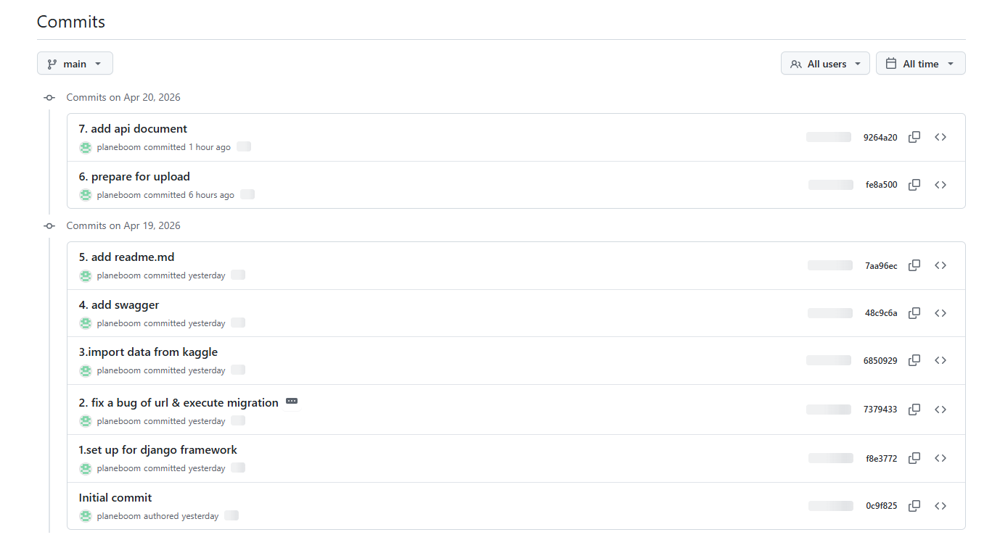 Commits
main
All users
All time
Commits on Apr 20, 2026
7. add api document
planeboom committed 1 hour ago
9264a20
6. prepare for upload
planeboom committed 6 hours ago
fe8a500
Commits on Apr 19, 2026
5. add readme.md
planeboom committed yesterday
7aa96ec
4. add swagger
planeboom committed yesterday
48c9c6a
3.import data from kaggle
planeboom committed yesterday
6850929
2. fix a bug of url & execute migration
planeboom committed yesterday
7379433
1.set up for django framework
planeboom committed yesterday
f8e3772
Initial commit
planeboom authored yesterday
0c9f825